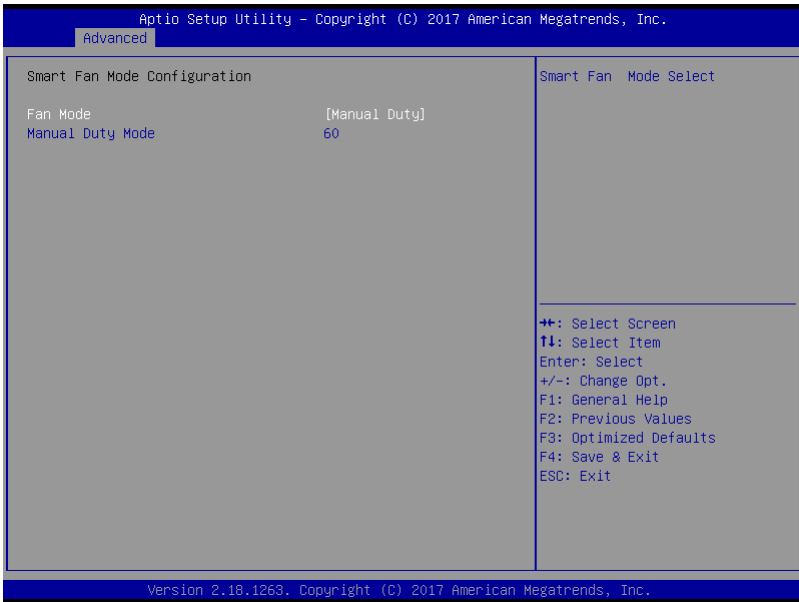 Aptio Setup Utility – Copyright (C) 2017 American Megatrends, Inc.
Advanced
Smart Fan Mode Configuration
Fan Mode [Manual Duty]
Manual Duty Mode 60
Smart Fan Mode Select
→←: Select Screen
↑↓: Select Item
Enter: Select
+/-: Change Opt.
F1: General Help
F2: Previous Values
F3: Optimized Defaults
F4: Save & Exit
ESC: Exit
Version 2.18.1263. Copyright (C) 2017 American Megatrends, Inc.